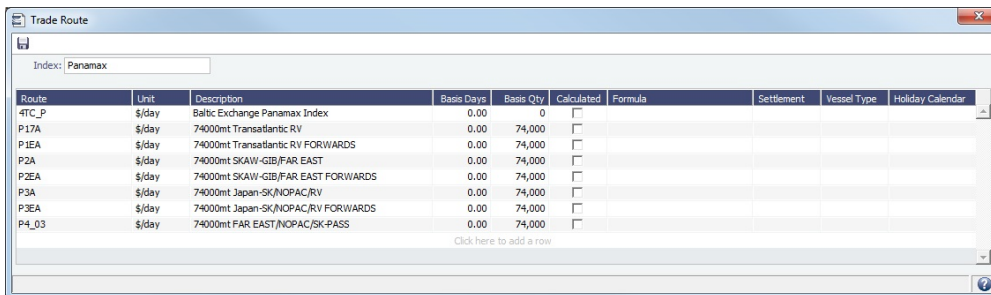 Trade Route
Index: Panamax
Route Unit Description Basis Days Basis Qty Calculated Formula Settlement Vessel Type Holiday Calendar
4TC_P $/day Baltic Exchange Panamax Index 0.00 0
P17A $/day 74000mt Transatlantic RV 0.00 74,000
P1EA $/day 74000mt Transatlantic RV FORWARDS 0.00 74,000
P2A $/day 74000mt SKAW-GIB/FAR EAST 0.00 74,000
P2EA $/day 74000mt SKAW-GIB/FAR EAST FORWARDS 0.00 74,000
P3A $/day 74000mt Japan-SK/NOPAC/RV 0.00 74,000
P3EA $/day 74000mt Japan-SK/NOPAC/RV FORWARDS 0.00 74,000
P4_03 $/day 74000mt FAR EAST/NOPAC/SK-PASS 0.00 74,000
Click here to add a row